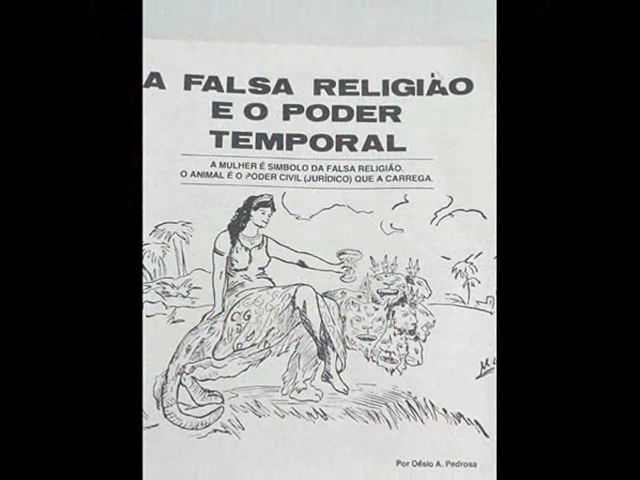 A FALSA RELIGIÃO
E O PODER
TEMPORAL
A MULHER É SIMBOLO DA FALSA RELIGIÃO.
O ANIMAL É O PODER CIVIL (JURÍDICO) QUE A CARREGA.
Por Désio A. Pedrosa